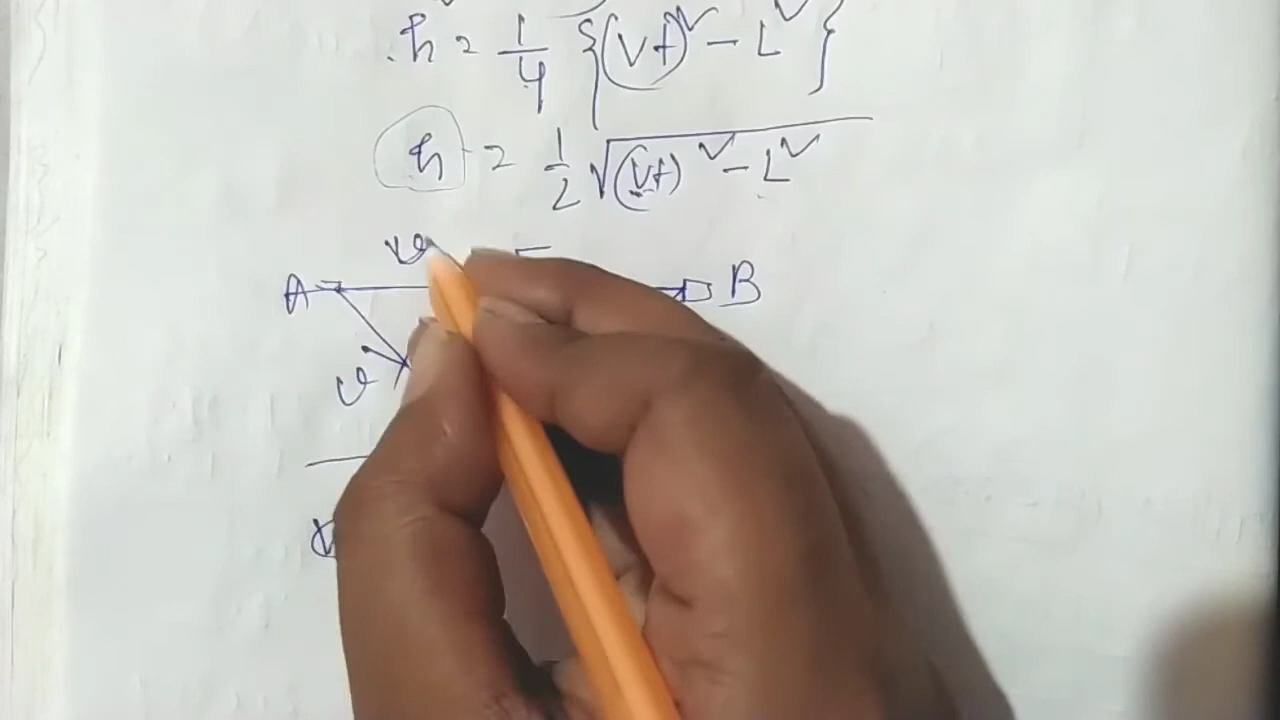 h = 1/4 {(vt)² - L²}
h = 1/2 √(vt)² - L²
v L
A B
v